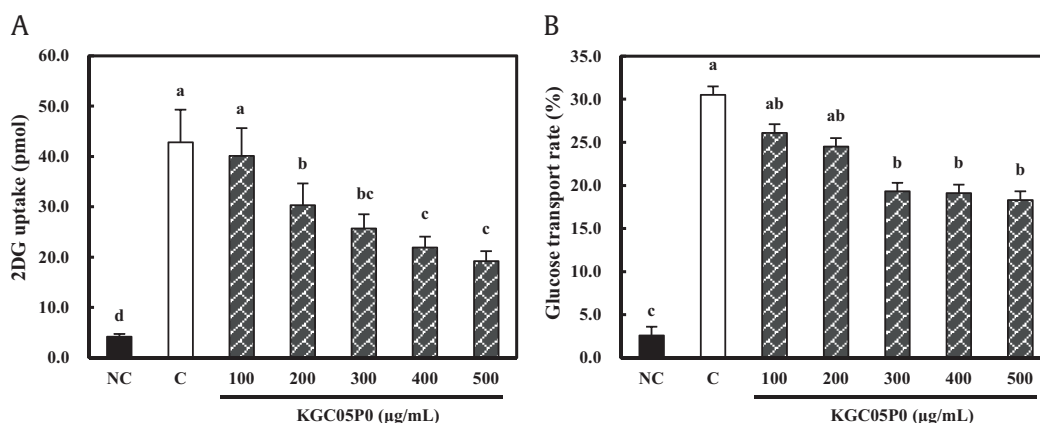 A
2DG uptake (pmol)
60.0
50.0
40.0
30.0
20.0
10.0
0.0
d
a
a
b
bc
c
c
NC C 100 200 300 400 500
KGC05P0 (µg/mL)
B
Glucose transport rate (%)
35.0
30.0
25.0
20.0
15.0
10.0
5.0
0.0
c
a
ab
ab
b
b
b
NC C 100 200 300 400 500
KGC05P0 (µg/mL)